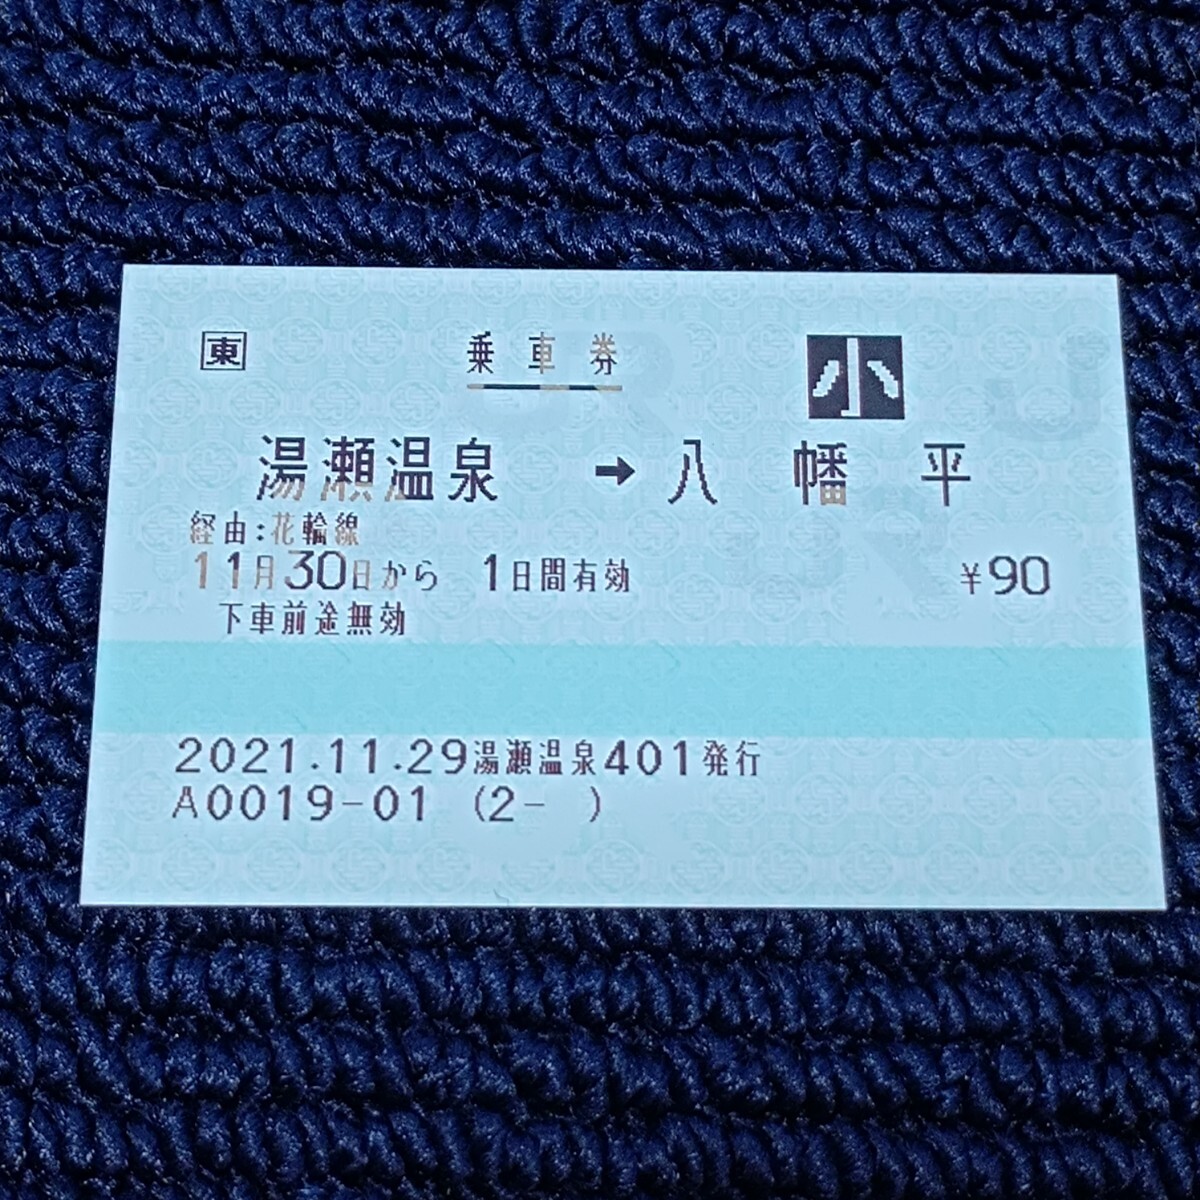 東 乗車券 小
湯瀬温泉 ➡ 八幡平
経由:花輪線
11月30日から 1日間有効 ¥90
下車前途無効
2021.11.29湯瀬温泉401発行
A0019-01 (2- )